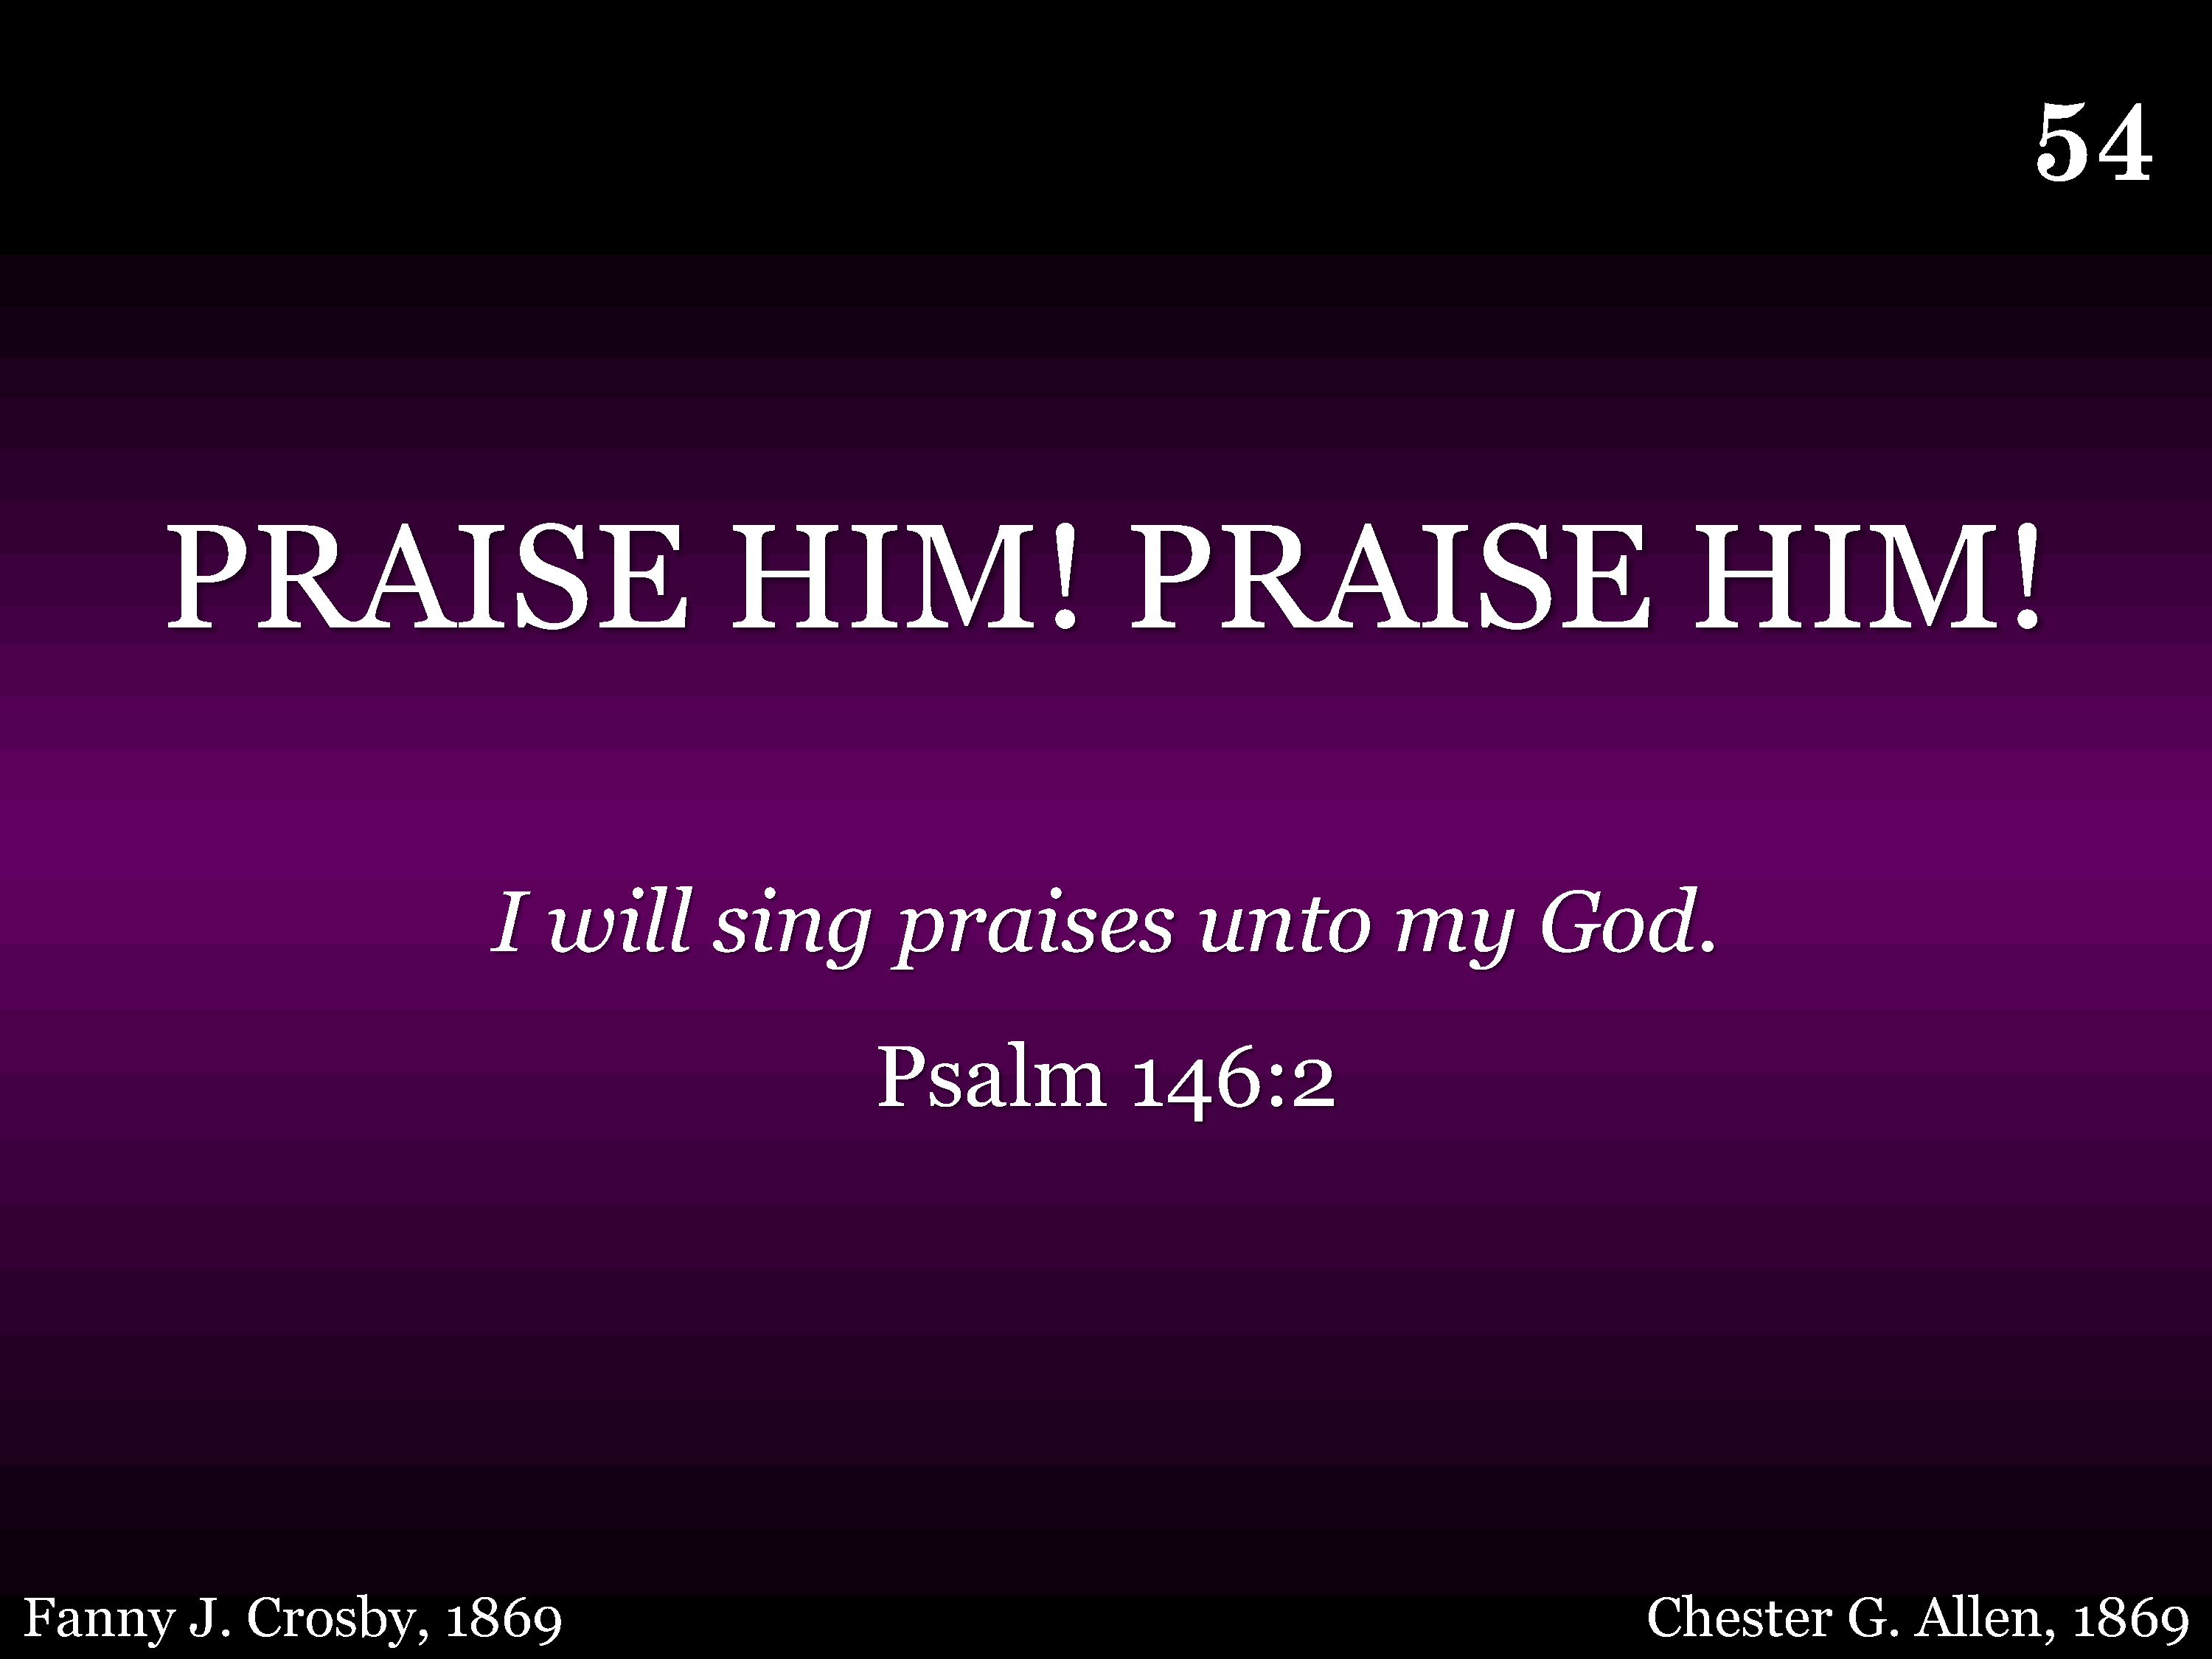 54
PRAISE HIM! PRAISE HIM!
I will sing praises unto my God.
Psalm 146:2
Fanny J. Crosby, 1869
Chester G. Allen, 1869